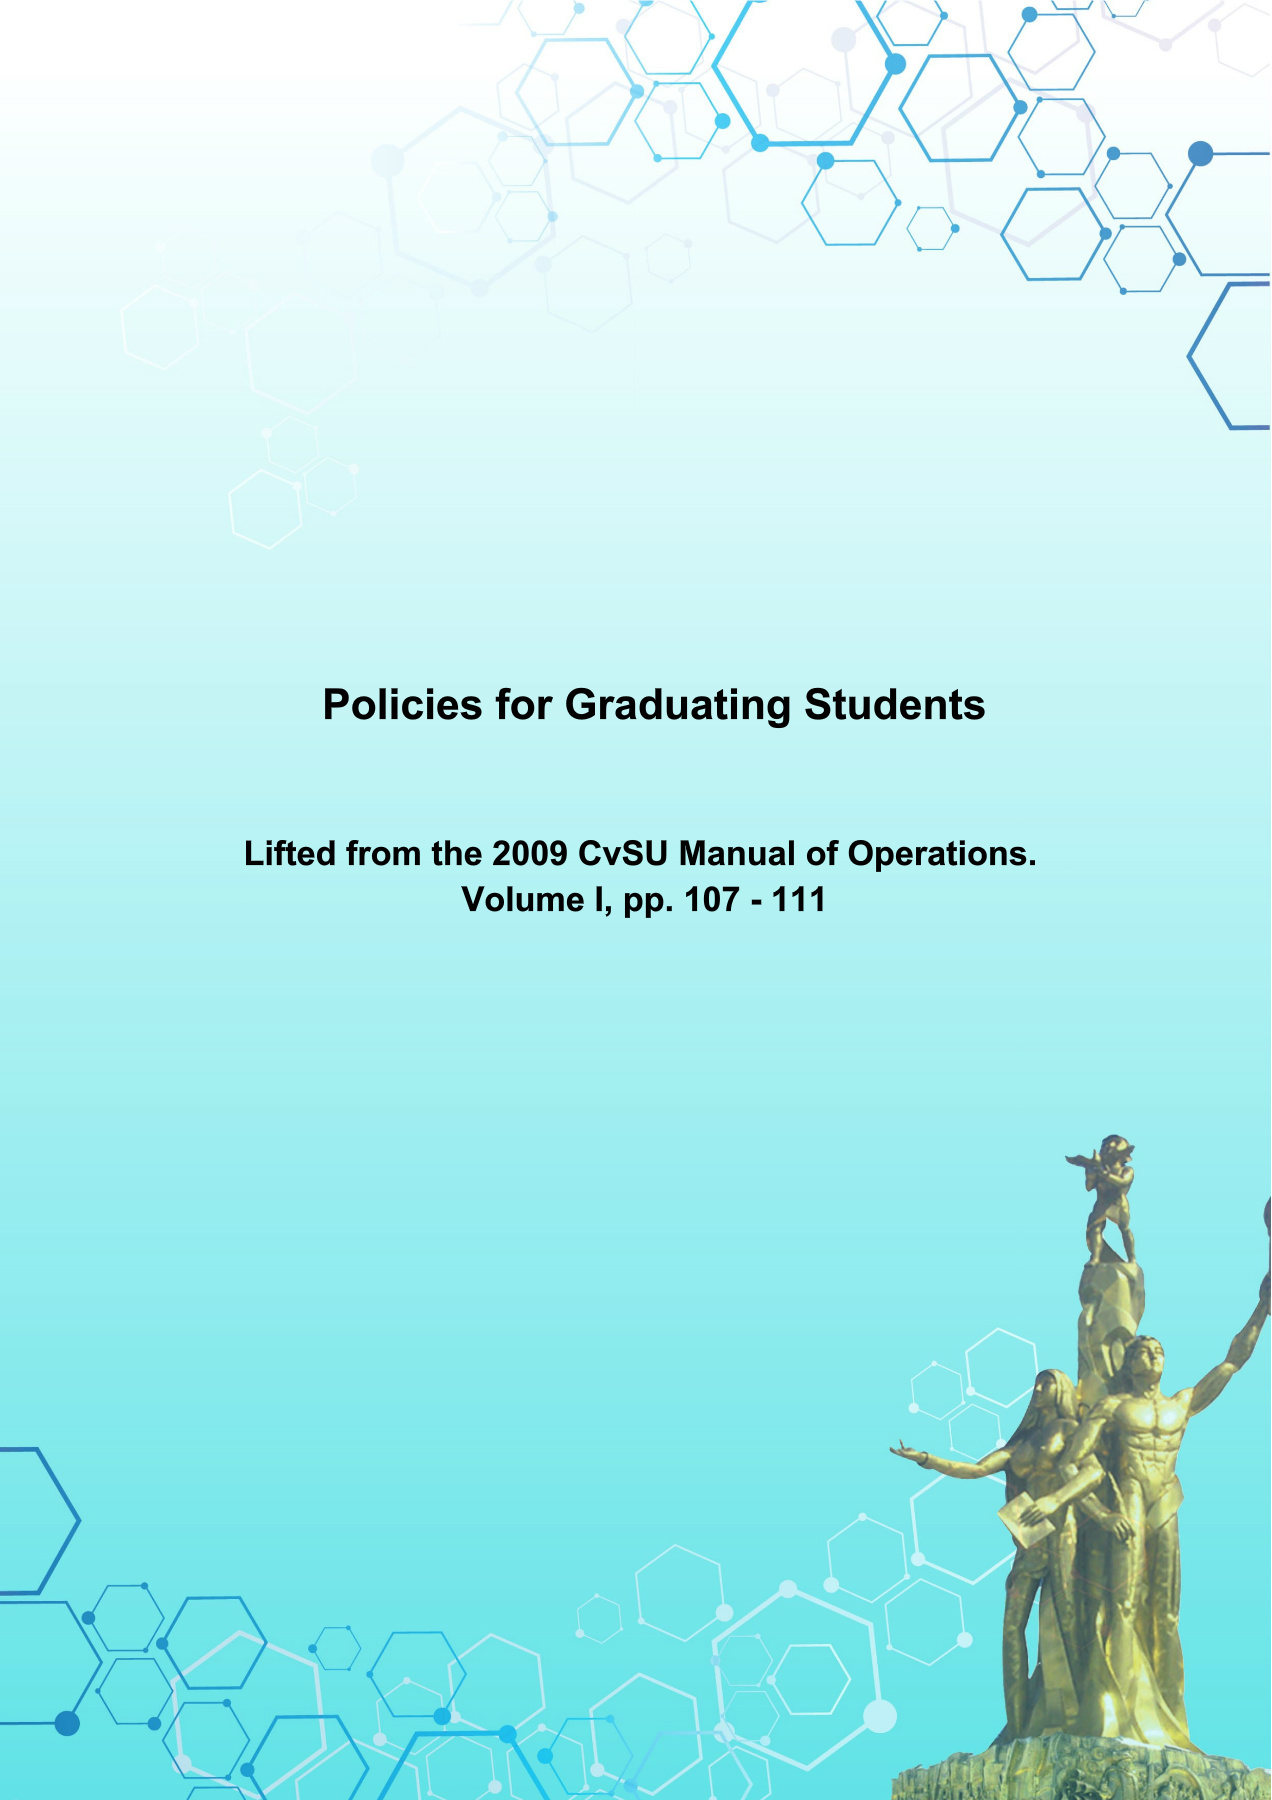 Policies for Graduating Students
Lifted from the 2009 CvSU Manual of Operations.
Volume I, pp. 107 - 111